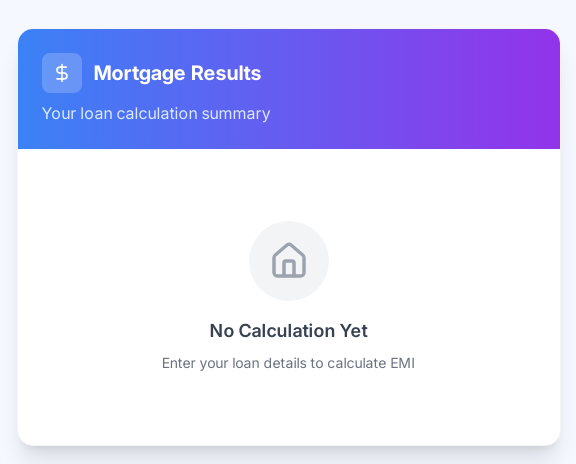 $
Mortgage Results
Your loan calculation summary
No Calculation Yet
Enter your loan details to calculate EMI